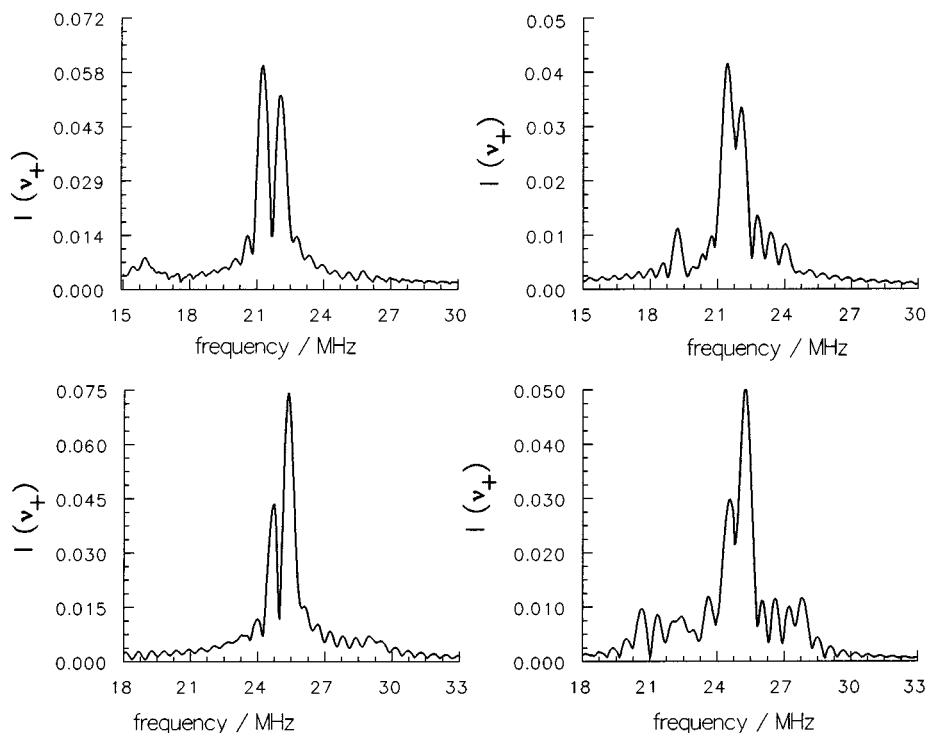 0.072
0.058
0.043
0.029
0.014
0.000
I (ν+)
15 18 21 24 27 30
frequency / MHz
0.05
0.04
0.03
0.02
0.01
0.00
I (ν+)
15 18 21 24 27 30
frequency / MHz
0.075
0.060
0.045
0.030
0.015
0.000
I (ν+)
18 21 24 27 30 33
frequency / MHz
0.050
0.040
0.030
0.020
0.010
0.000
I (ν+)
18 21 24 27 30 33
frequency / MHz